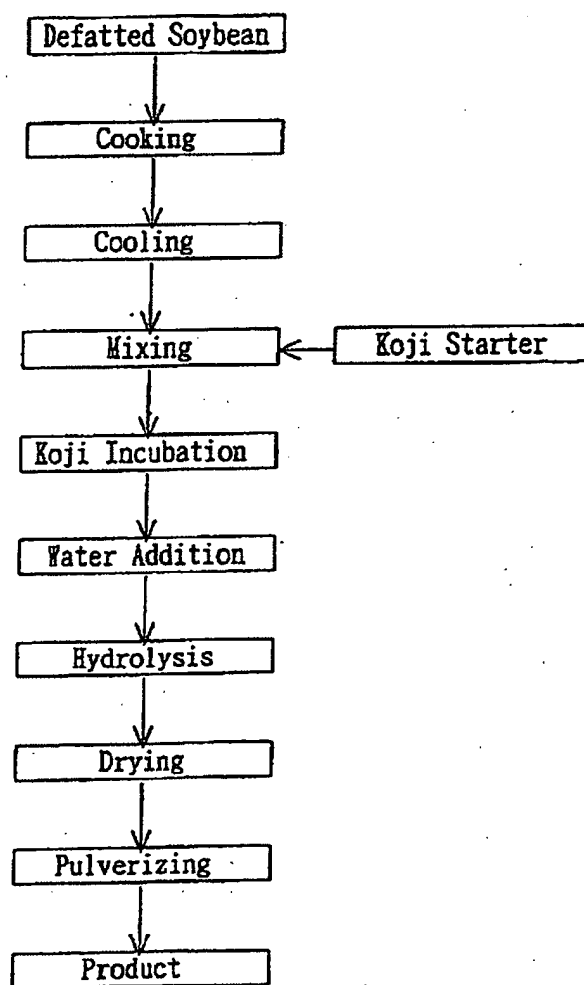 Defatted Soybean
Cooking
Cooling
Mixing
Koji Starter
Koji Incubation
Water Addition
Hydrolysis
Drying
Pulverizing
Product